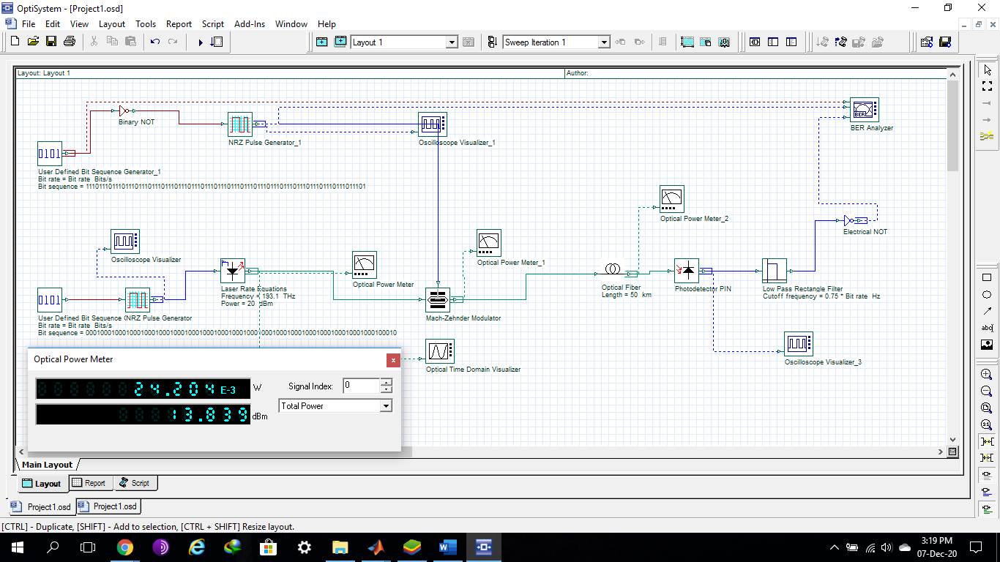 OptiSystem - [Project1.osd]
File Edit View Layout Tools Report Script Add-Ins Window Help
Layout 1
Sweep Iteration 1
Layout: Layout 1
Author:
Binary NOT
NRZ Pulse Generator_1
Oscilloscope Visualizer_1
BER
BER Analyzer
0101
User Defined Bit Sequence Generator_1
Bit rate = Bit rate Bits/s
Optical Power Meter_2
Electrical NOT
Oscilloscope Visualizer
Optical Power Meter_1
Optical Power Meter
Laser Rate Equations
Frequency = 193.1 THz
Power = 20 dBm
Optical Fiber
Length = 50 km
Photodetector PIN
Low Pass Rectangle Filter
Cutoff frequency = 0.75 * Bit rate Hz
0101
User Defined Bit Sequence
NRZ Pulse Generator
Bit rate = Bit rate Bits/s
Mach-Zehnder Modulator
Optical Time Domain Visualizer
Oscilloscope Visualizer_3
Optical Power Meter
x
24.204 E-3 W
Signal Index: 0
Total Power
13.839 dBm
Main Layout
Layout Report Script
Project1.osd Project1.osd
[CTRL] - Duplicate, [SHIFT] - Add to selection, [CTRL + SHIFT] Resize layout.
3:19 PM
07-Dec-20